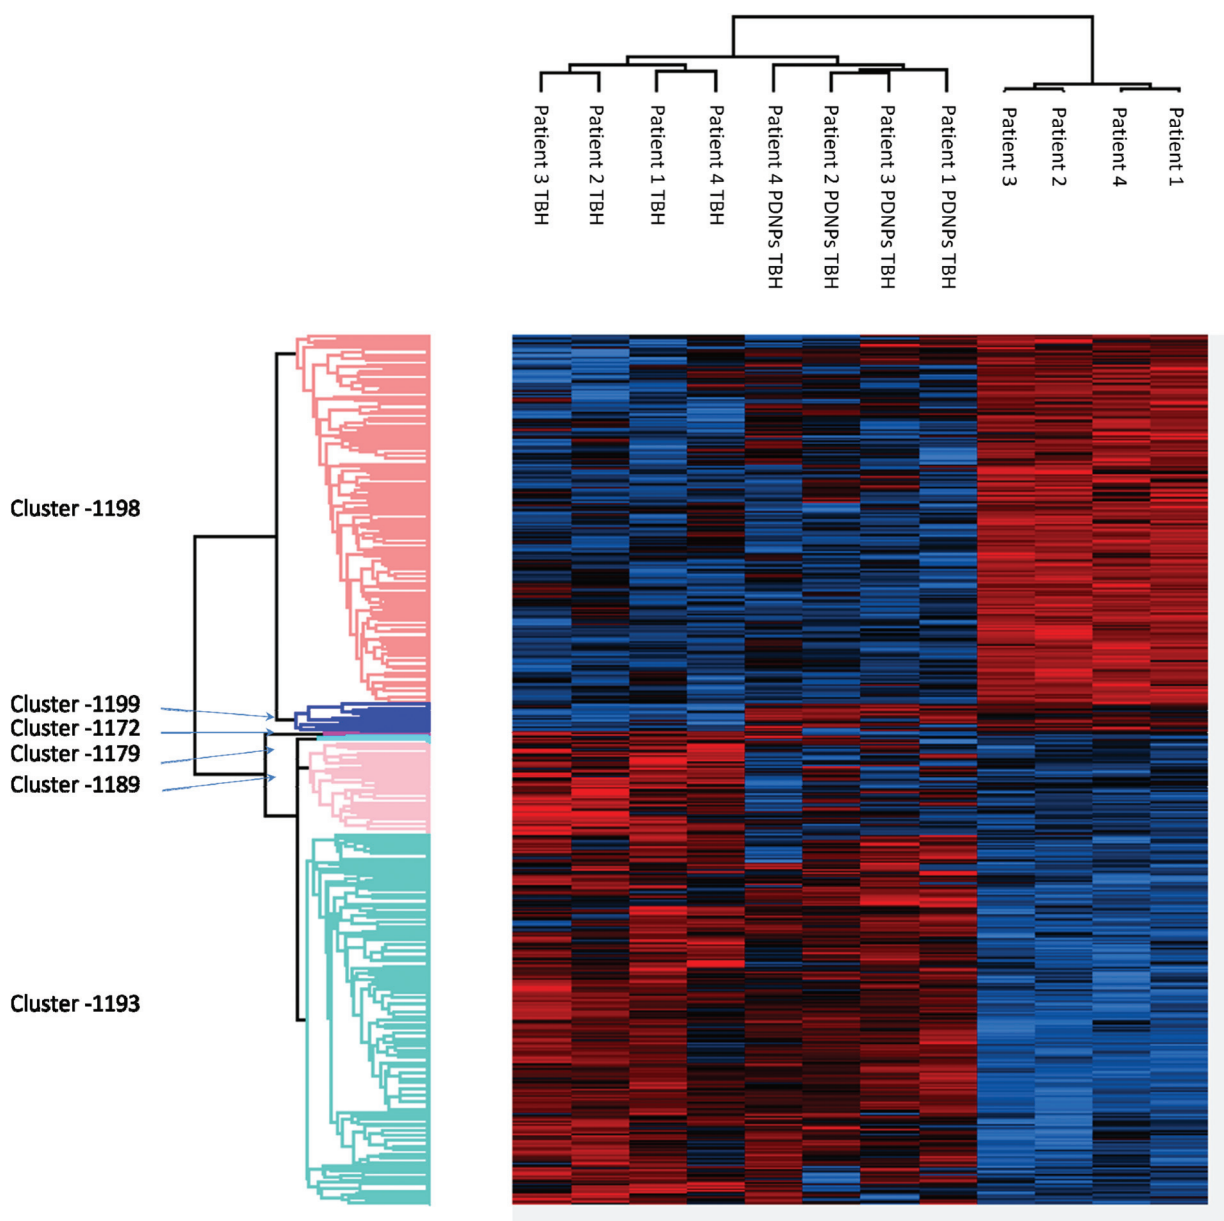 Patient 3 TBH
Patient 2 TBH
Patient 1 TBH
Patient 4 TBH
Patient 4 PDNPs TBH
Patient 2 PDNPs TBH
Patient 3 PDNPs TBH
Patient 1 PDNPs TBH
Patient 3
Patient 2
Patient 4
Patient 1
Cluster -1198
Cluster -1199
Cluster -1172
Cluster -1179
Cluster -1189
Cluster -1193